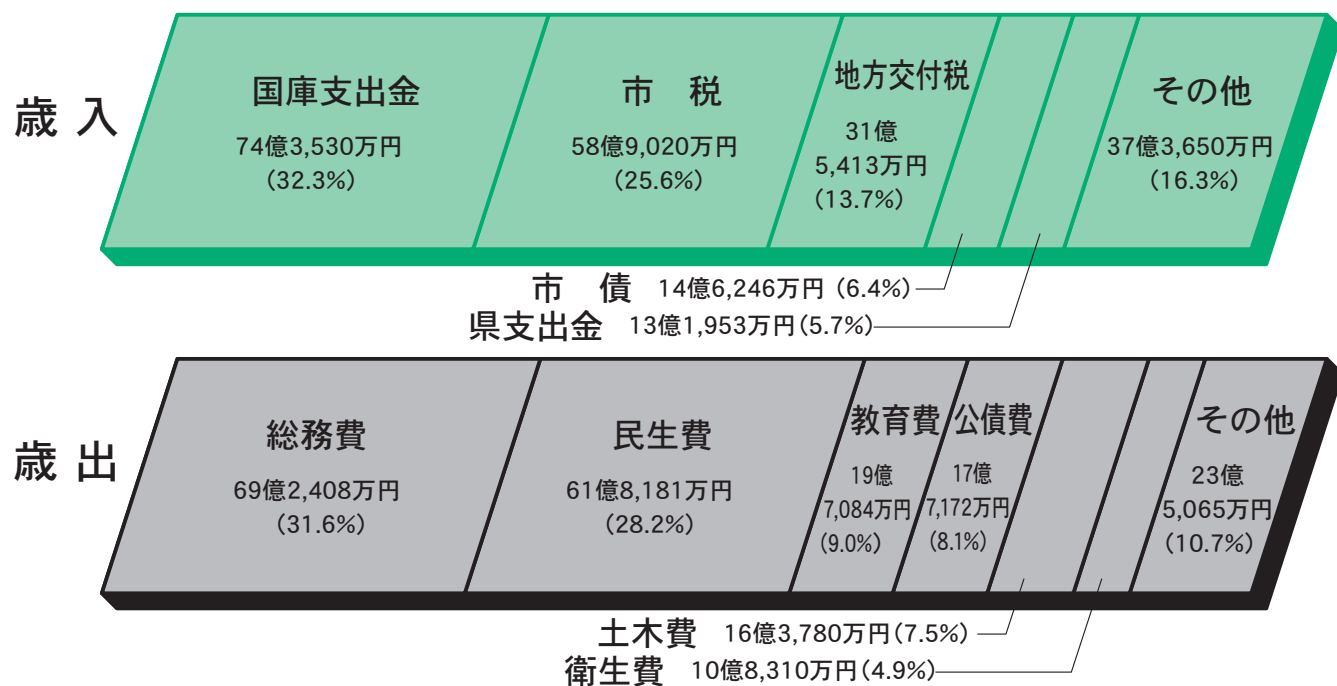 歳入
国庫支出金
74億3,530万円
(32.3%)
市 税
58億9,020万円
(25.6%)
地方交付税
31億
5,413万円
(13.7%)
その他
37億3,650万円
(16.3%)
市 債 14億6,246万円 (6.4%)
県支出金 13億1,953万円(5.7%)
歳出
総務費
69億2,408万円
(31.6%)
民生費
61億8,181万円
(28.2%)
教育費
19億
7,084万円
(9.0%)
公債費
17億
7,172万円
(8.1%)
その他
23億
5,065万円
(10.7%)
土木費 16億3,780万円(7.5%)
衛生費 10億8,310万円(4.9%)